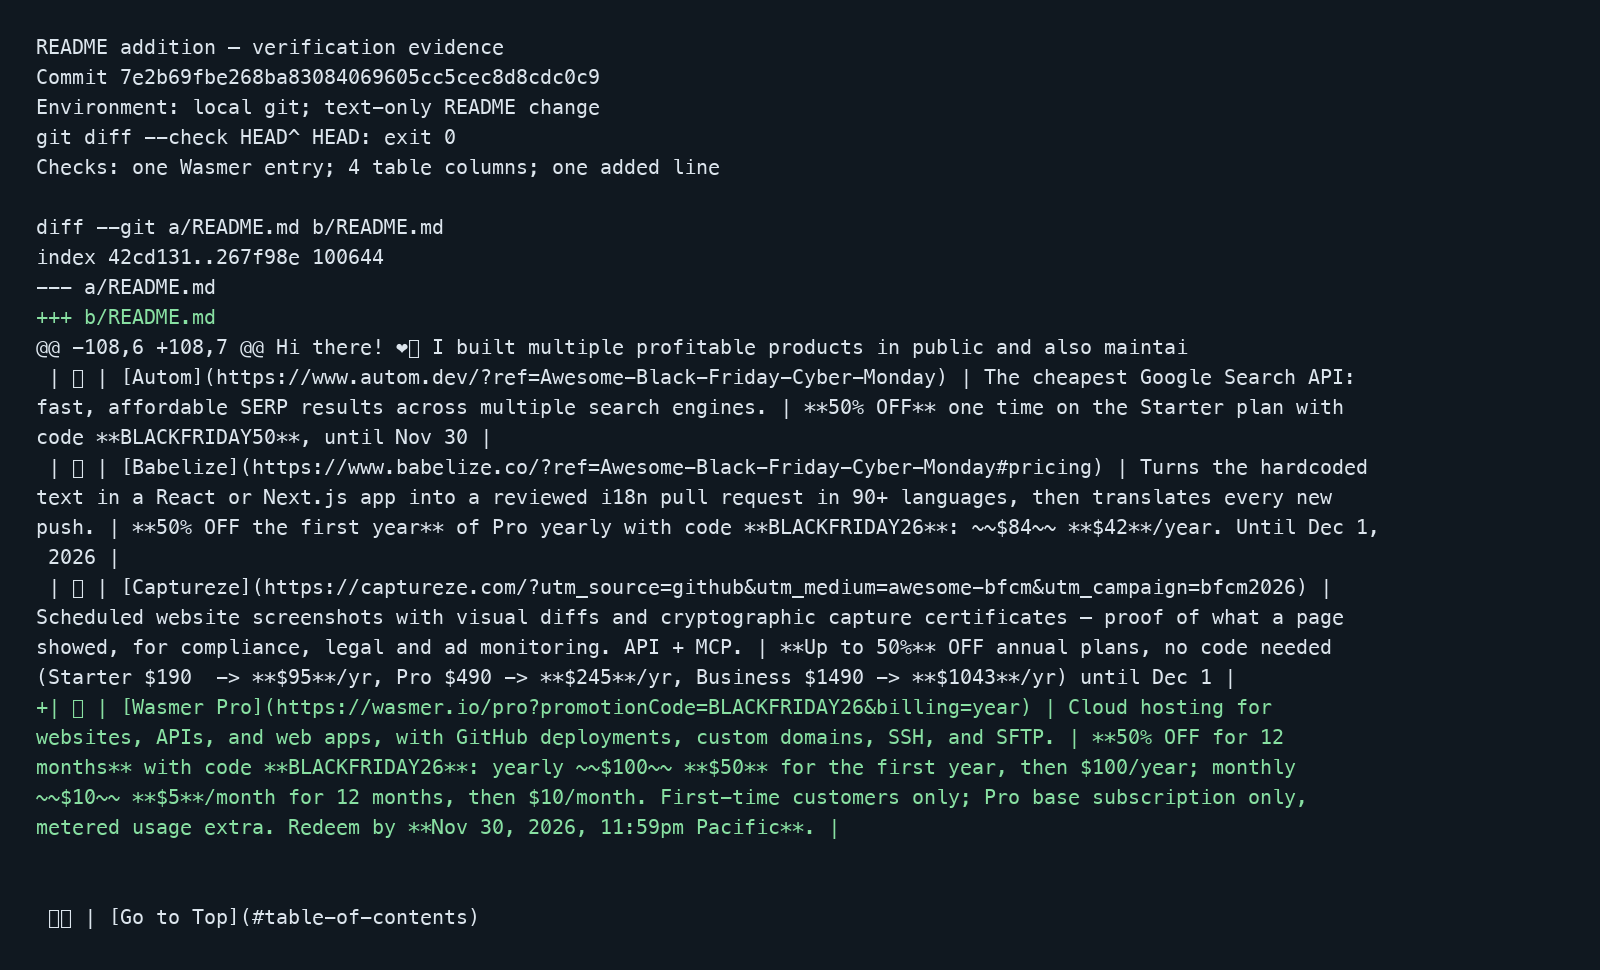 README addition — verification evidence
Commit 7e2b69fbe268ba83084069605cc5cec8d8cdc0c9
Environment: local git; text-only README change
git diff --check HEAD^ HEAD: exit 0
Checks: one Wasmer entry; 4 table columns; one added line
diff --git a/README.md b/README.md
index 42cd131..267f98e 100644
--- a/README.md
+++ b/README.md
@@ -108,6 +108,7 @@ Hi there! ❤▯ I built multiple profitable products in public and also maintai
| ▯ | [Autom](https://www.autom.dev/?ref=Awesome-Black-Friday-Cyber-Monday) | The cheapest Google Search API:
fast, affordable SERP results across multiple search engines. | **50% OFF** one time on the Starter plan with
code **BLACKFRIDAY50**, until Nov 30 |
| ▯ | [Babelize](https://www.babelize.co/?ref=Awesome-Black-Friday-Cyber-Monday#pricing) | Turns the hardcoded
text in a React or Next.js app into a reviewed i18n pull request in 90+ languages, then translates every new
push. | **50% OFF the first year** of Pro yearly with code **BLACKFRIDAY26**: ~~$84~~ **$42**/year. Until Dec 1,
2026 |
| ▯ | [Captureze](https://captureze.com/?utm_source=github&utm_medium=awesome-bfcm&utm_campaign=bfcm2026) |
Scheduled website screenshots with visual diffs and cryptographic capture certificates — proof of what a page
showed, for compliance, legal and ad monitoring. API + MCP. | **Up to 50%** OFF annual plans, no code needed
(Starter $190  -> **$95**/yr, Pro $490 -> **$245**/yr, Business $1490 -> **$1043**/yr) until Dec 1 |
+| ▯ | [Wasmer Pro](https://wasmer.io/pro?promotionCode=BLACKFRIDAY26&billing=year) | Cloud hosting for
websites, APIs, and web apps, with GitHub deployments, custom domains, SSH, and SFTP. | **50% OFF for 12
months** with code **BLACKFRIDAY26**: yearly ~~$100~~ **$50** for the first year, then $100/year; monthly
~~$10~~ **$5**/month for 12 months, then $10/month. First-time customers only; Pro base subscription only,
metered usage extra. Redeem by **Nov 30, 2026, 11:59pm Pacific**. |
▯▯ | [Go to Top](#table-of-contents)